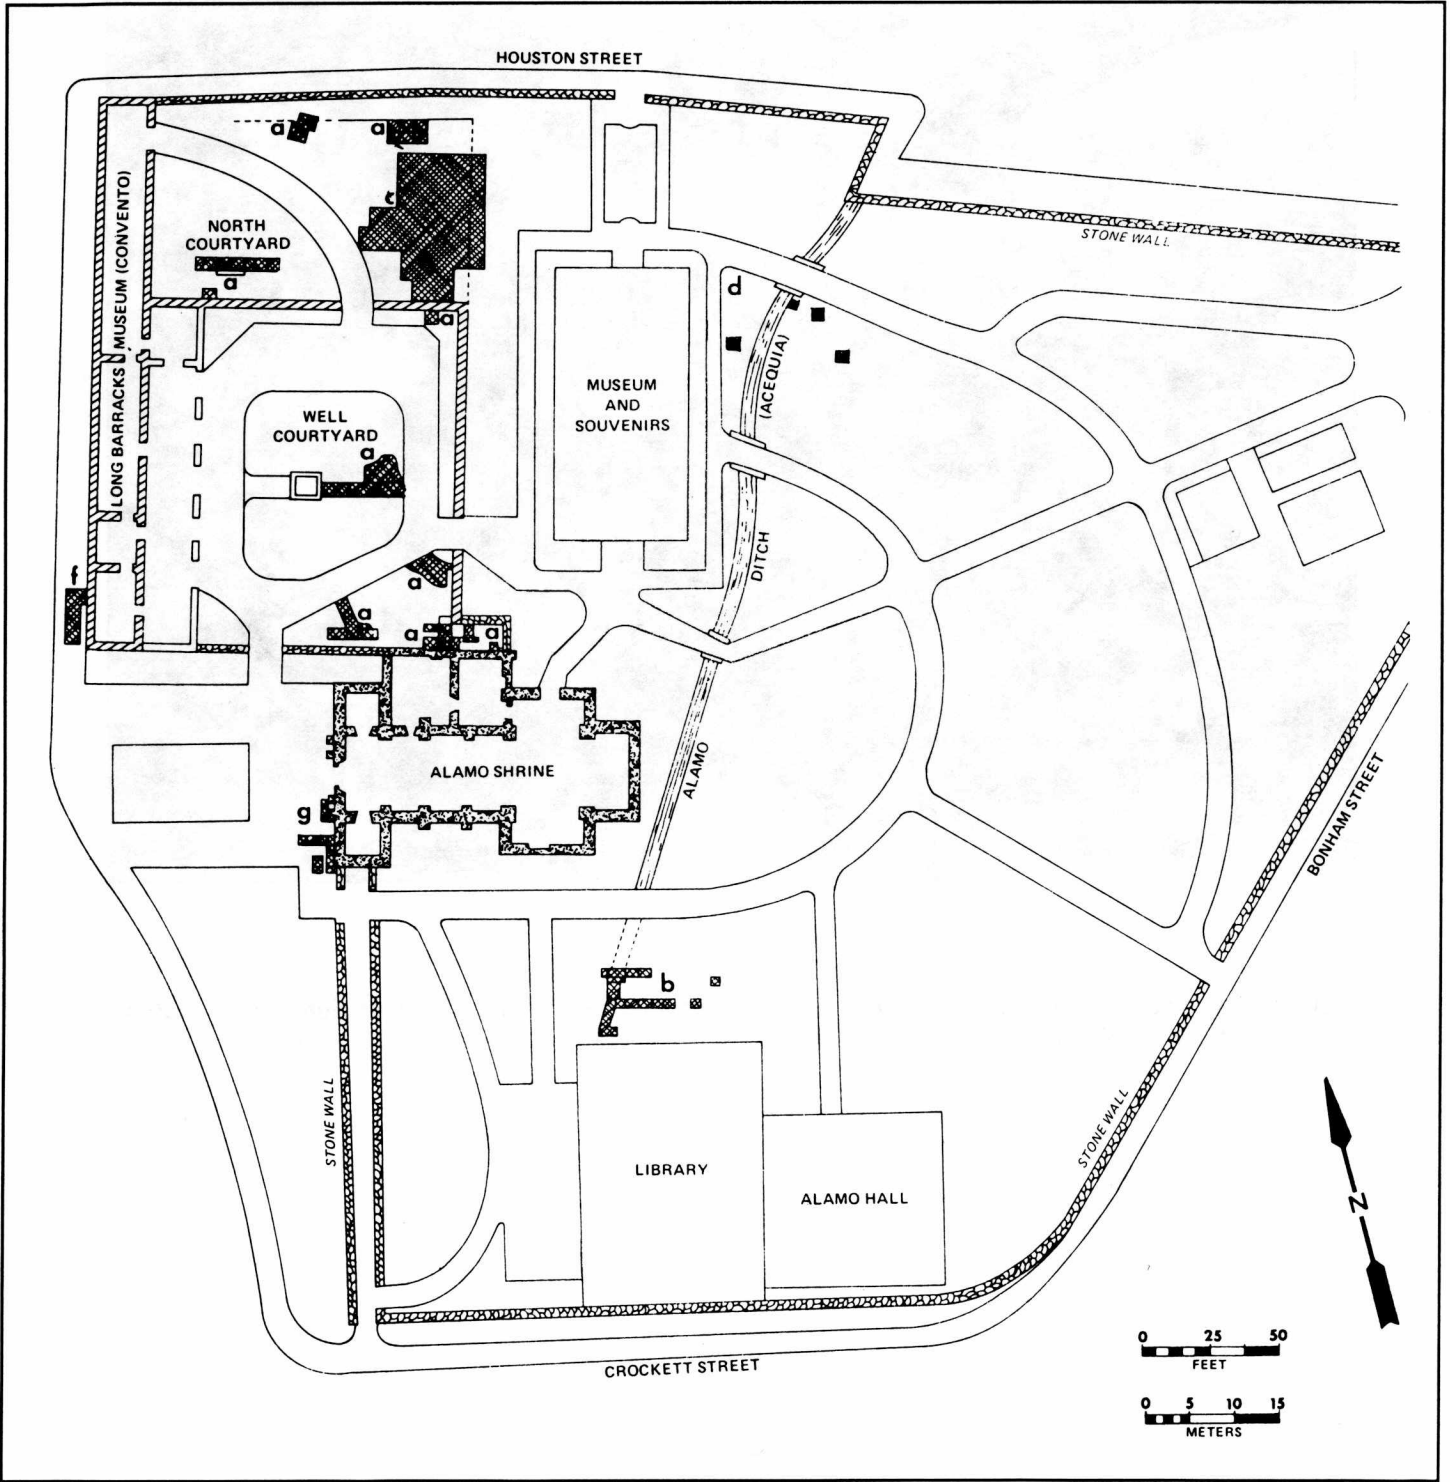 HOUSTON STREET
a
a
c
LONG BARRACKS MUSEUM (CONVENTO)
NORTH
COURTYARD
a
a
STONE WALL
d
(ACEQUIA)
MUSEUM
AND
SOUVENIRS
WELL
COURTYARD
a
DITCH
f
a
a
a
a
ALAMO
ALAMO SHRINE
g
BONHAM STREET
b
STONE WALL
STONE WALL
LIBRARY
ALAMO HALL
N
CROCKETT STREET
0 25 50
FEET
0 5 10 15
METERS